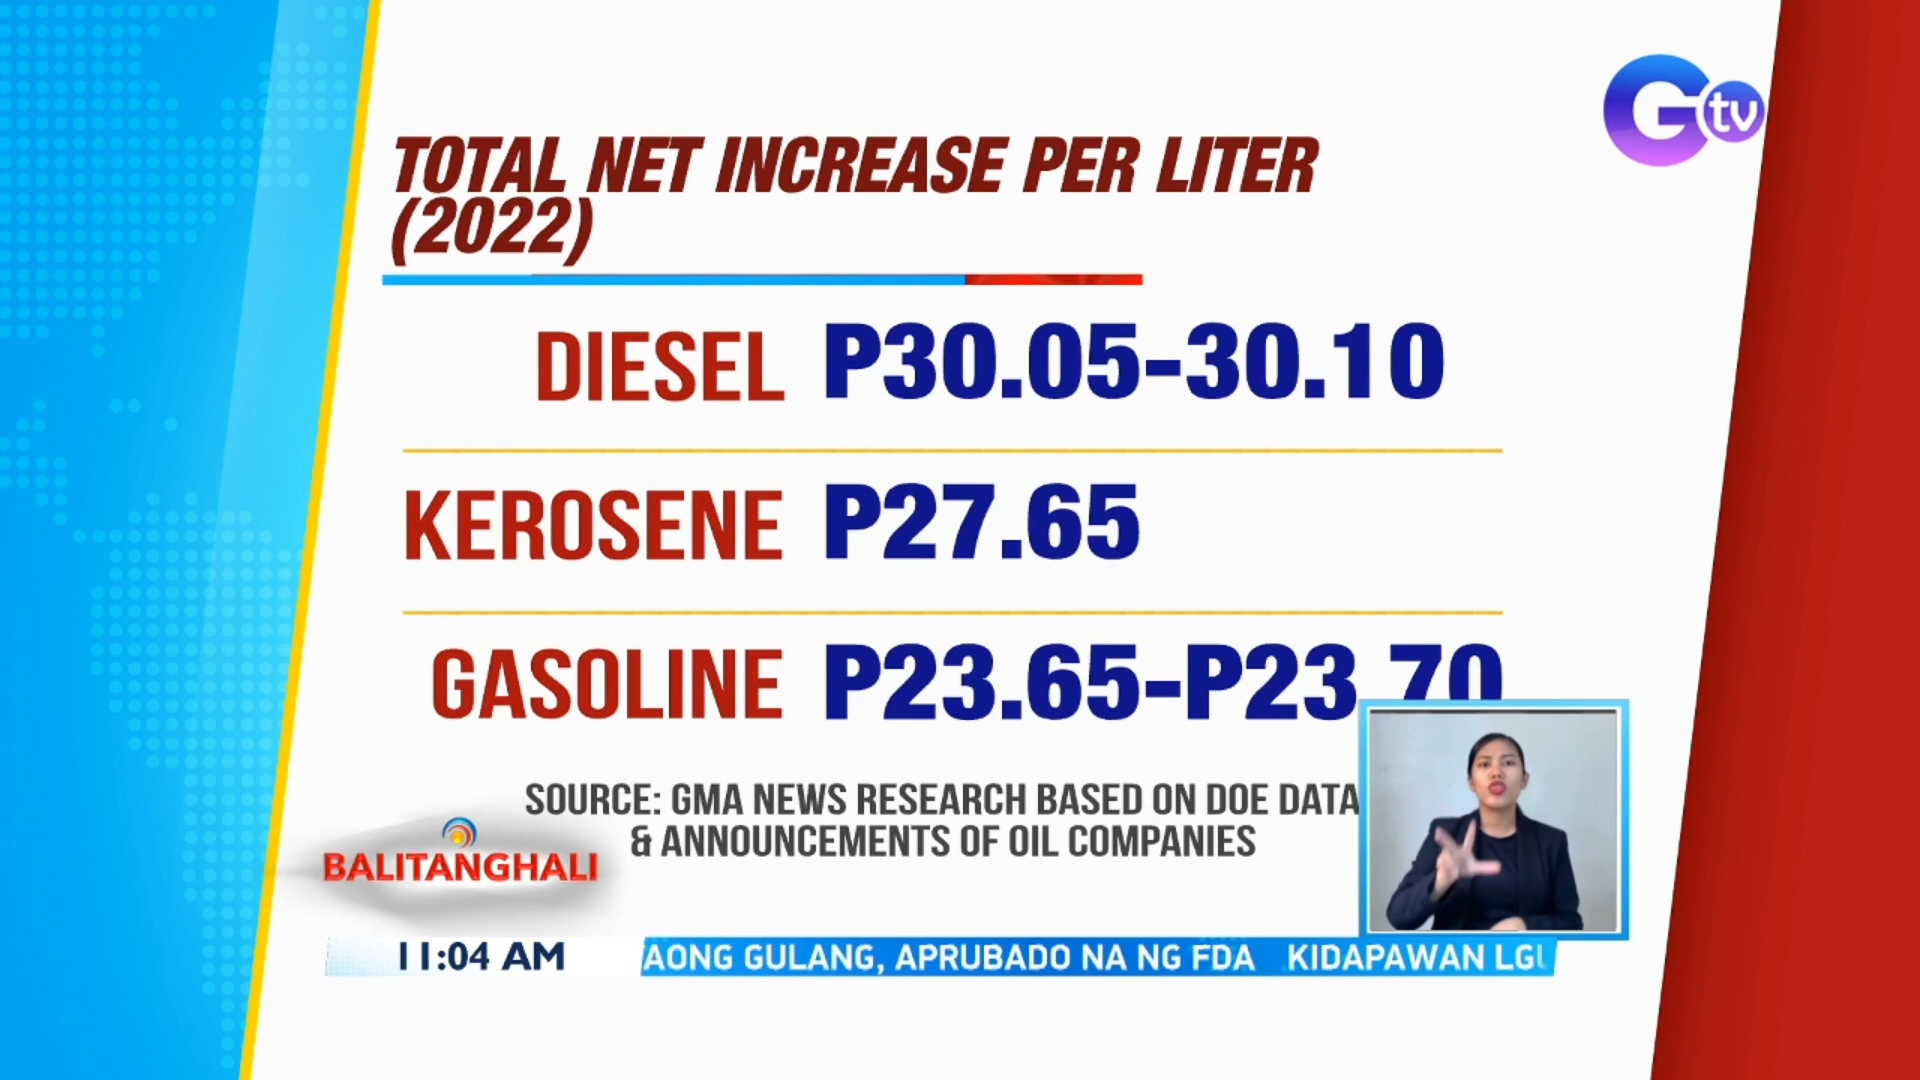 Gtv
TOTAL NET INCREASE PER LITER
(2022)
DIESEL P30.05-30.10
KEROSENE P27.65
GASOLINE P23.65-P23.70
SOURCE: GMA NEWS RESEARCH BASED ON DOE DATA
& ANNOUNCEMENTS OF OIL COMPANIES
BALITANGHALI
11:04 AM AONG GULANG, APRUBADO NA NG FDA KIDAPAWAN LGU